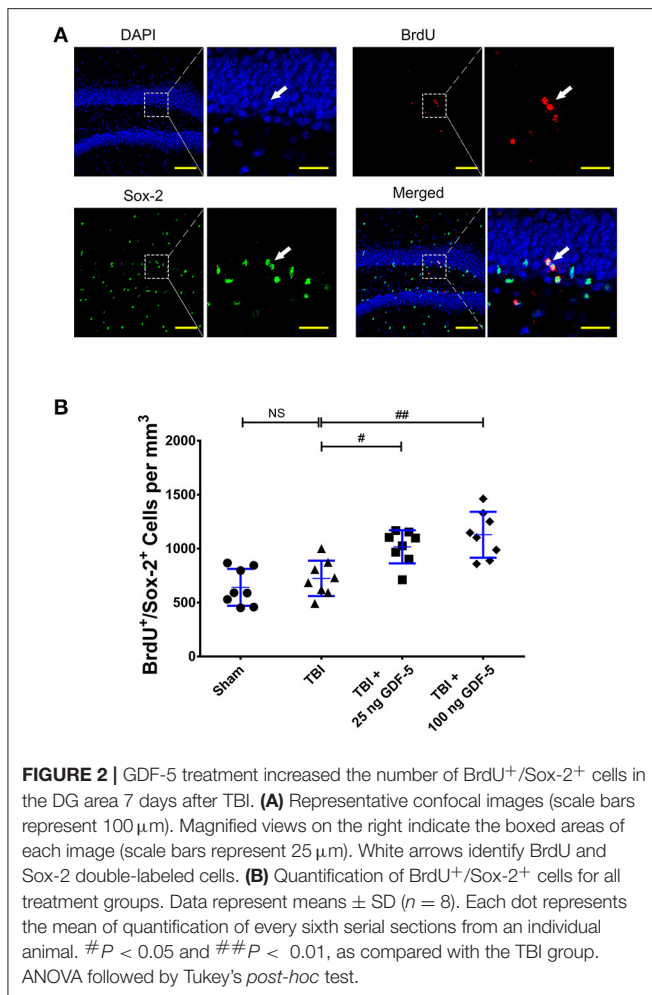 A
DAPI
BrdU
Sox-2
Merged
B
NS
##
#
BrdU⁺/Sox-2⁺ Cells per mm³
2000
1500
1000
500
0
Sham
TBI
TBI +
25 ng GDF-5
TBI +
100 ng GDF-5
FIGURE 2 | GDF-5 treatment increased the number of BrdU⁺/Sox-2⁺ cells in
the DG area 7 days after TBI. (A) Representative confocal images (scale bars
represent 100 μm). Magnified views on the right indicate the boxed areas of
each image (scale bars represent 25 μm). White arrows identify BrdU and
Sox-2 double-labeled cells. (B) Quantification of BrdU⁺/Sox-2⁺ cells for all
treatment groups. Data represent means ± SD (n = 8). Each dot represents
the mean of quantification of every sixth serial sections from an individual
animal. #P < 0.05 and ##P < 0.01, as compared with the TBI group.
ANOVA followed by Tukey's post-hoc test.